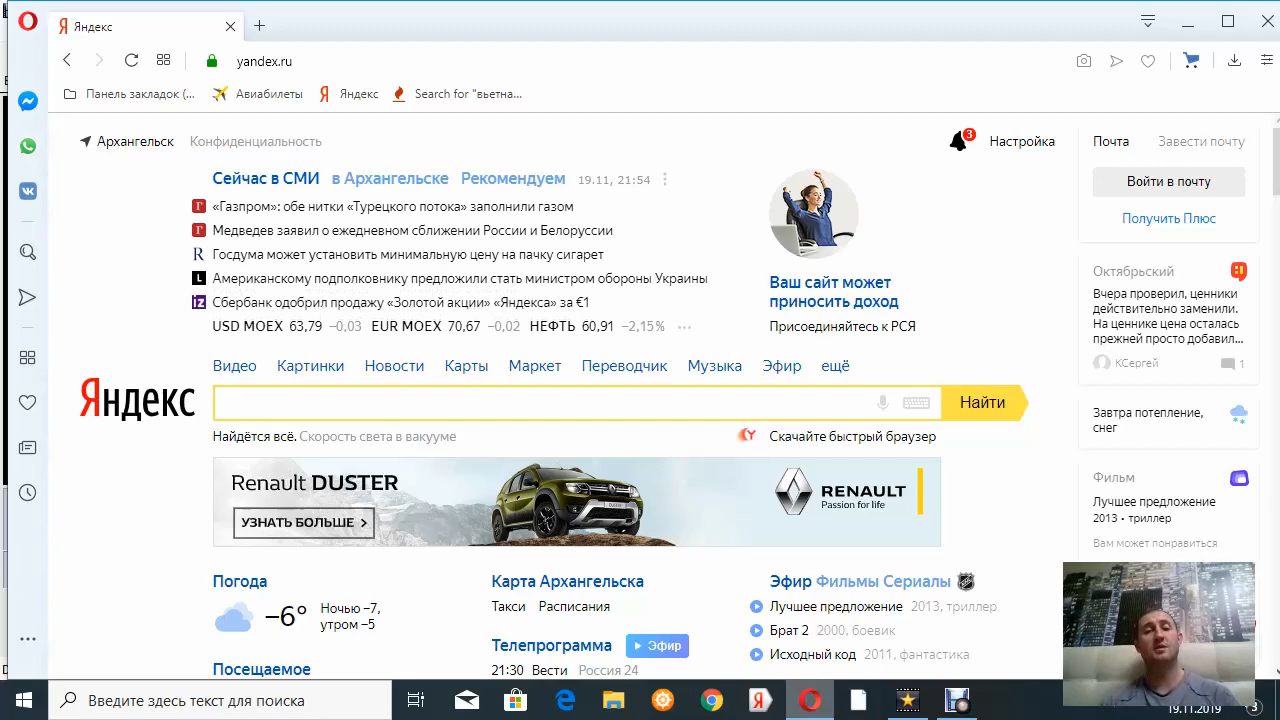 Яндекс
yandex.ru
Панель закладок (...
Авиабилеты
Яндекс
Search for "вьетна...
Архангельск
Конфиденциальность
3
Настройка
Почта
Завести почту
Сейчас в СМИ
в Архангельске
Рекомендуем
19.11, 21:54
«Газпром»: обе нитки «Турецкого потока» заполнили газом
Медведев заявил о ежедневном сближении России и Белоруссии
Госдума может установить минимальную цену на пачку сигарет
Американскому подполковнику предложили стать министром обороны Украины
Сбербанк одобрил продажу «Золотой акции» «Яндекса» за €1
USD MOEX 63,79 −0,03 EUR MOEX 70,67 −0,02 НЕФТЬ 60,91 −2,15% ...
Ваш сайт может
приносить доход
Присоединяйтесь к РСЯ
Войти в почту
Получить Плюс
Октябрьский
Вчера проверил, ценники
действительно заменили.
На ценнике цена осталась
прежней просто добавил...
КСергей
1
Видео
Картинки
Новости
Карты
Маркет
Переводчик
Музыка
Эфир
ещё
Яндекс
Найти
Найдётся всё. Скорость света в вакууме
Скачайте быстрый браузер
Завтра потепление,
снег
Renault DUSTER
УЗНАТЬ БОЛЬШЕ >
RENAULT
Passion for life
Фильм
Лучшее предложение
2013 • триллер
Вам может понравиться
Погода
−6°
Ночью −7,
утром −5
Посещаемое
Карта Архангельска
Такси Расписания
Телепрограмма
Эфир
21:30 Вести Россия 24
Эфир Фильмы Сериалы
Лучшее предложение 2013, триллер
Брат 2 2000, боевик
Исходный код 2011, фантастика
Введите здесь текст для поиска
19.11.2019
3